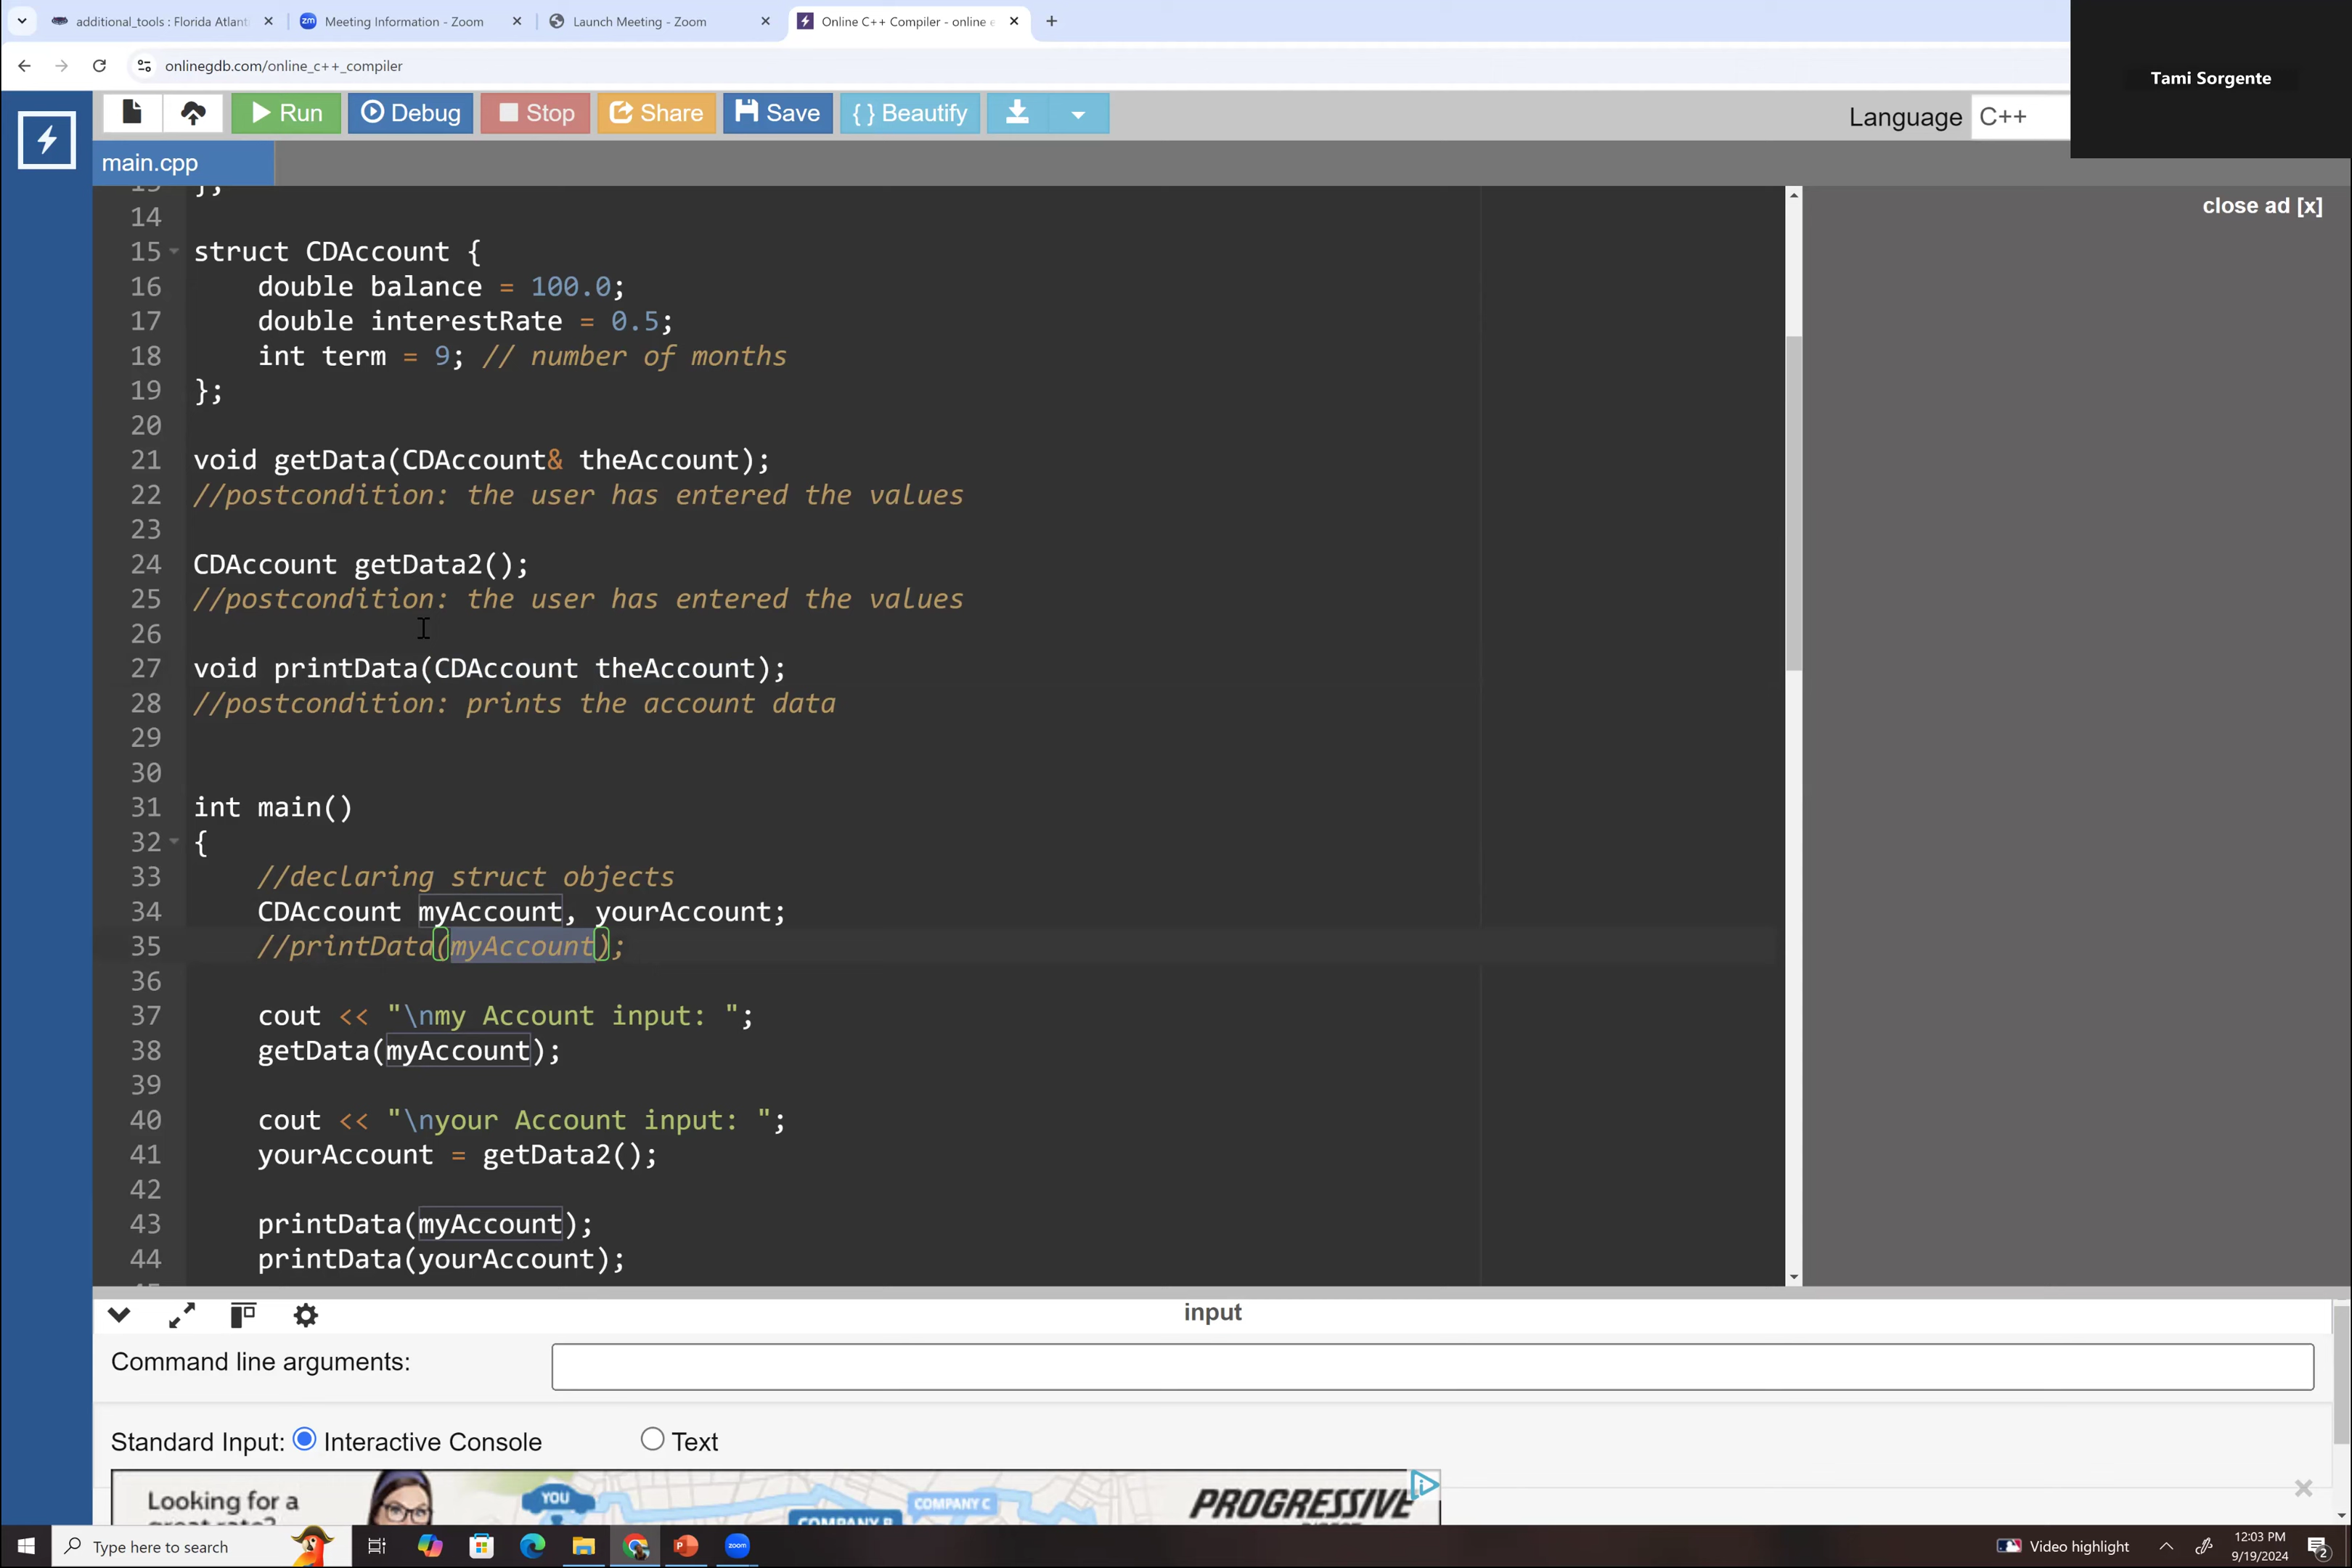 additional_tools : Florida Atlant
Meeting Information - Zoom
Launch Meeting - Zoom
Online C++ Compiler - online e
onlinegdb.com/online_c++_compiler
Tami Sorgente
Run
Debug
Stop
Share
Save
{ } Beautify
Language C++
main.cpp
close ad [x]
13 };
14
15 struct CDAccount {
16 double balance = 100.0;
17 double interestRate = 0.5;
18 int term = 9; // number of months
19 };
20
21 void getData(CDAccount& theAccount);
22 //postcondition: the user has entered the values
23
24 CDAccount getData2();
25 //postcondition: the user has entered the values
26
27 void printData(CDAccount theAccount);
28 //postcondition: prints the account data
29
30
31 int main()
32 {
33 //declaring struct objects
34 CDAccount myAccount, yourAccount;
35 //printData(myAccount);
36
37 cout << "\nmy Account input: ";
38 getData(myAccount);
39
40 cout << "\nyour Account input: ";
41 yourAccount = getData2();
42
43 printData(myAccount);
44 printData(yourAccount);
input
Command line arguments:
Standard Input: Interactive Console Text
Looking for a
great rate?
YOU
COMPANY C
COMPANY B
PROGRESSIVE
Type here to search
zoom
Video highlight
12:03 PM
9/19/2024
2